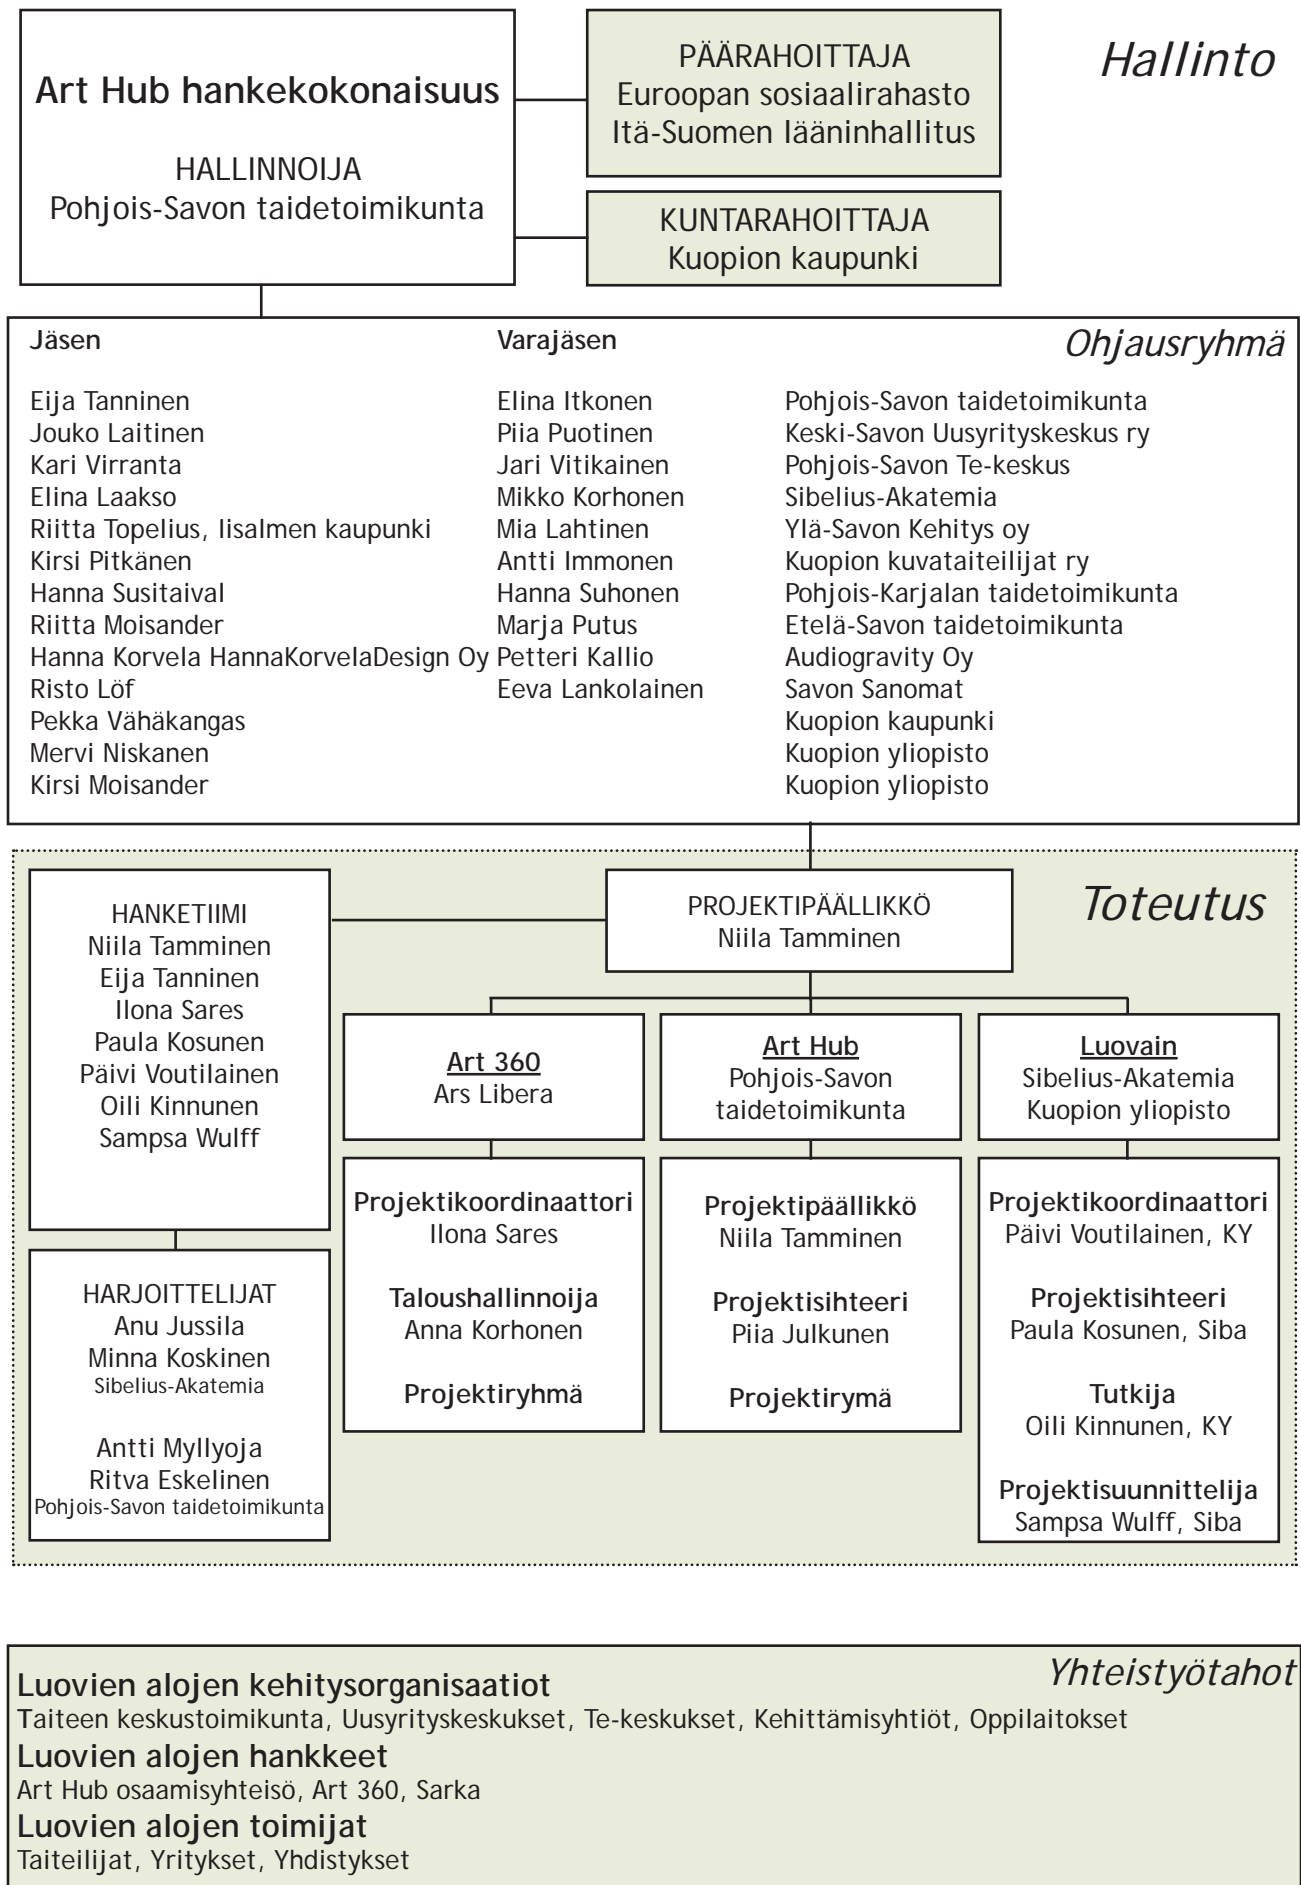 Hallinto
Art Hub hankekokonaisuus
HALLINNOIJA
Pohjois-Savon taidetoimikunta
PÄÄRAHOITTAJA
Euroopan sosiaalirahasto
Itä-Suomen lääninhallitus
KUNTARAHOITTAJA
Kuopion kaupunki
Ohjausryhmä
Jäsen Varajäsen
Eija Tanninen Elina Itkonen Pohjois-Savon taidetoimikunta
Jouko Laitinen Piia Puotinen Keski-Savon Uusyrityskeskus ry
Kari Virranta Jari Vitikainen Pohjois-Savon Te-keskus
Elina Laakso Mikko Korhonen Sibelius-Akatemia
Riitta Topelius, Iisalmen kaupunki Mia Lahtinen Ylä-Savon Kehitys oy
Kirsi Pitkänen Antti Immonen Kuopion kuvataiteilijat ry
Hanna Susitaival Hanna Suhonen Pohjois-Karjalan taidetoimikunta
Riitta Moisander Marja Putus Etelä-Savon taidetoimikunta
Hanna Korvela HannaKorvelaDesign Oy Petteri Kallio Audiogravity Oy
Risto Löf Eeva Lankolainen Savon Sanomat
Pekka Vähäkangas Kuopion kaupunki
Mervi Niskanen Kuopion yliopisto
Kirsi Moisander Kuopion yliopisto
Toteutus
HANKETIIMI
Niila Tamminen
Eija Tanninen
Ilona Sares
Paula Kosunen
Päivi Voutilainen
Oili Kinnunen
Sampsa Wulff
HARJOITTELIJAT
Anu Jussila
Minna Koskinen
Sibelius-Akatemia
Antti Myllyoja
Ritva Eskelinen
Pohjois-Savon taidetoimikunta
PROJEKTIPÄÄLLIKKÖ
Niila Tamminen
Art 360
Ars Libera
Projektikoordinaattori
Ilona Sares
Taloushallinnoija
Anna Korhonen
Projektiryhmä
Art Hub
Pohjois-Savon
taidetoimikunta
Projektipäällikkö
Niila Tamminen
Projektisihteeri
Piia Julkunen
Projektirymä
Luovain
Sibelius-Akatemia
Kuopion yliopisto
Projektikoordinaattori
Päivi Voutilainen, KY
Projektisihteeri
Paula Kosunen, Siba
Tutkija
Oili Kinnunen, KY
Projektisuunnittelija
Sampsa Wulff, Siba
Yhteistyötahot
Luovien alojen kehitysorganisaatiot
Taiteen keskustoimikunta, Uusyrityskeskukset, Te-keskukset, Kehittämisyhtiöt, Oppilaitokset
Luovien alojen hankkeet
Art Hub osaamisyhteisö, Art 360, Sarka
Luovien alojen toimijat
Taiteilijat, Yritykset, Yhdistykset